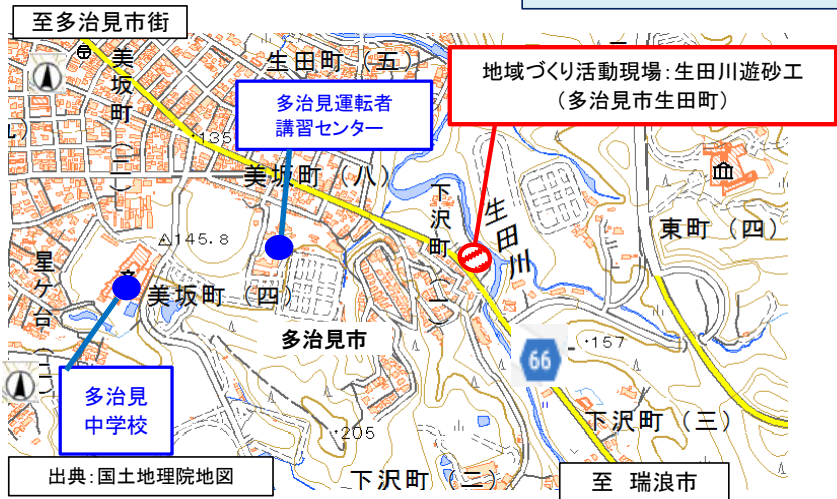 至多治見市街
美坂町（二）
生田町（五）
地域づくり活動現場：生田川遊砂工
（多治見市生田町）
多治見運転者
講習センター
135
美坂町（八）
下沢町（一）
生田川
東町（四）
145.8
星ケ台
美坂町（四）
多治見市
66
157
多治見
中学校
205
下沢町（三）
出典：国土地理院地図
下沢町（二）
至 瑞浪市